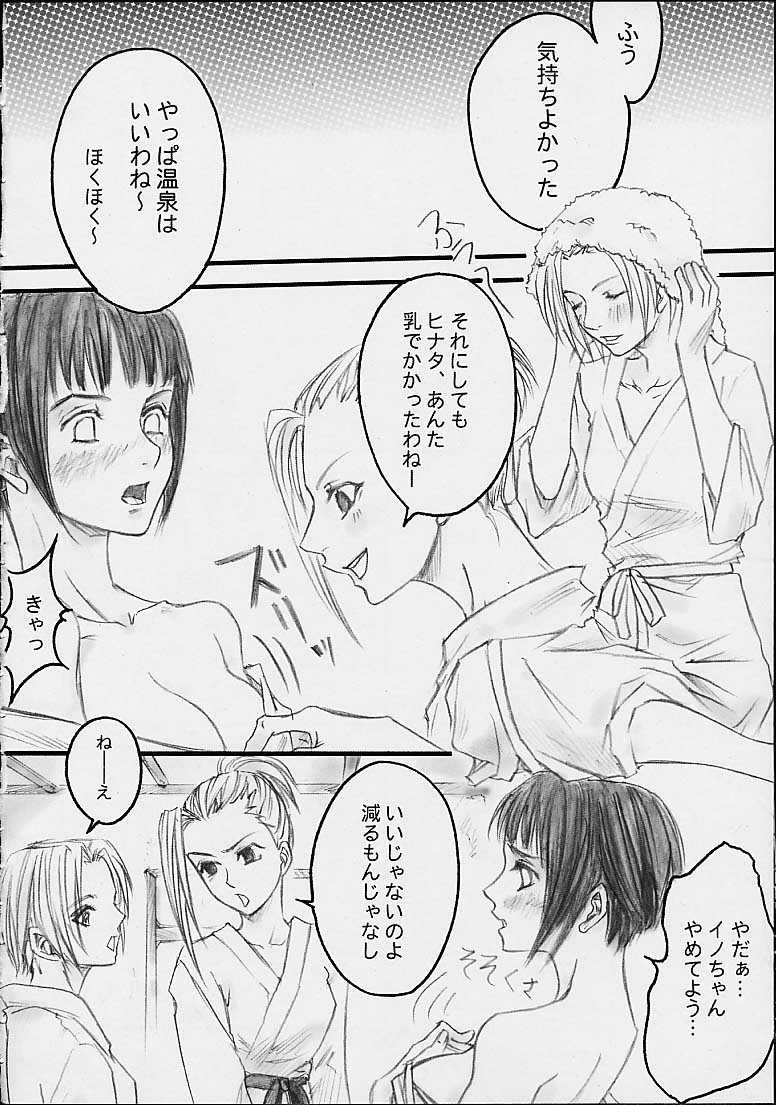 ふう
気持ちよかった
やっぱ温泉は
いいわね〜
ほくほく〜
それにしても
ヒナタ、あんた
乳でかかったわねー
ズ
きゃっ
やだぁ…
イノちゃん
やめてよう…
そそくさ
いいじゃないのよ
減るもんじゃなし
ねーえ